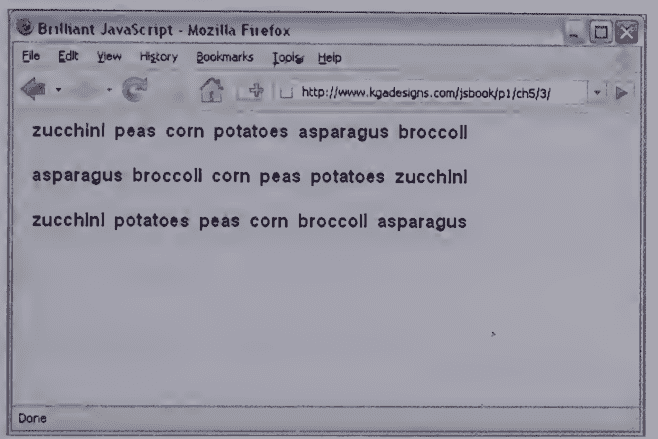 Brilliant JavaScript - Mozilla Firefox
File Edit View History Bookmarks Tools Help
http://www.kgadesigns.com/jsbook/p1/ch5/3/
zucchini peas corn potatoes asparagus broccoli
asparagus broccoli corn peas potatoes zucchini
zucchini potatoes peas corn broccoli asparagus
Done